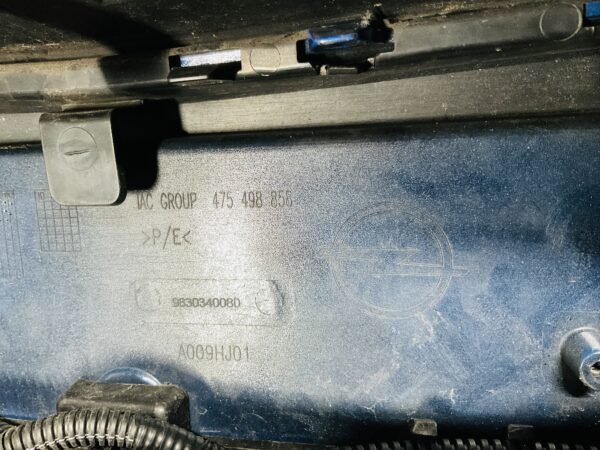 IAC GROUP 475 498 856
>P/E<
9830340080
A009HJ01